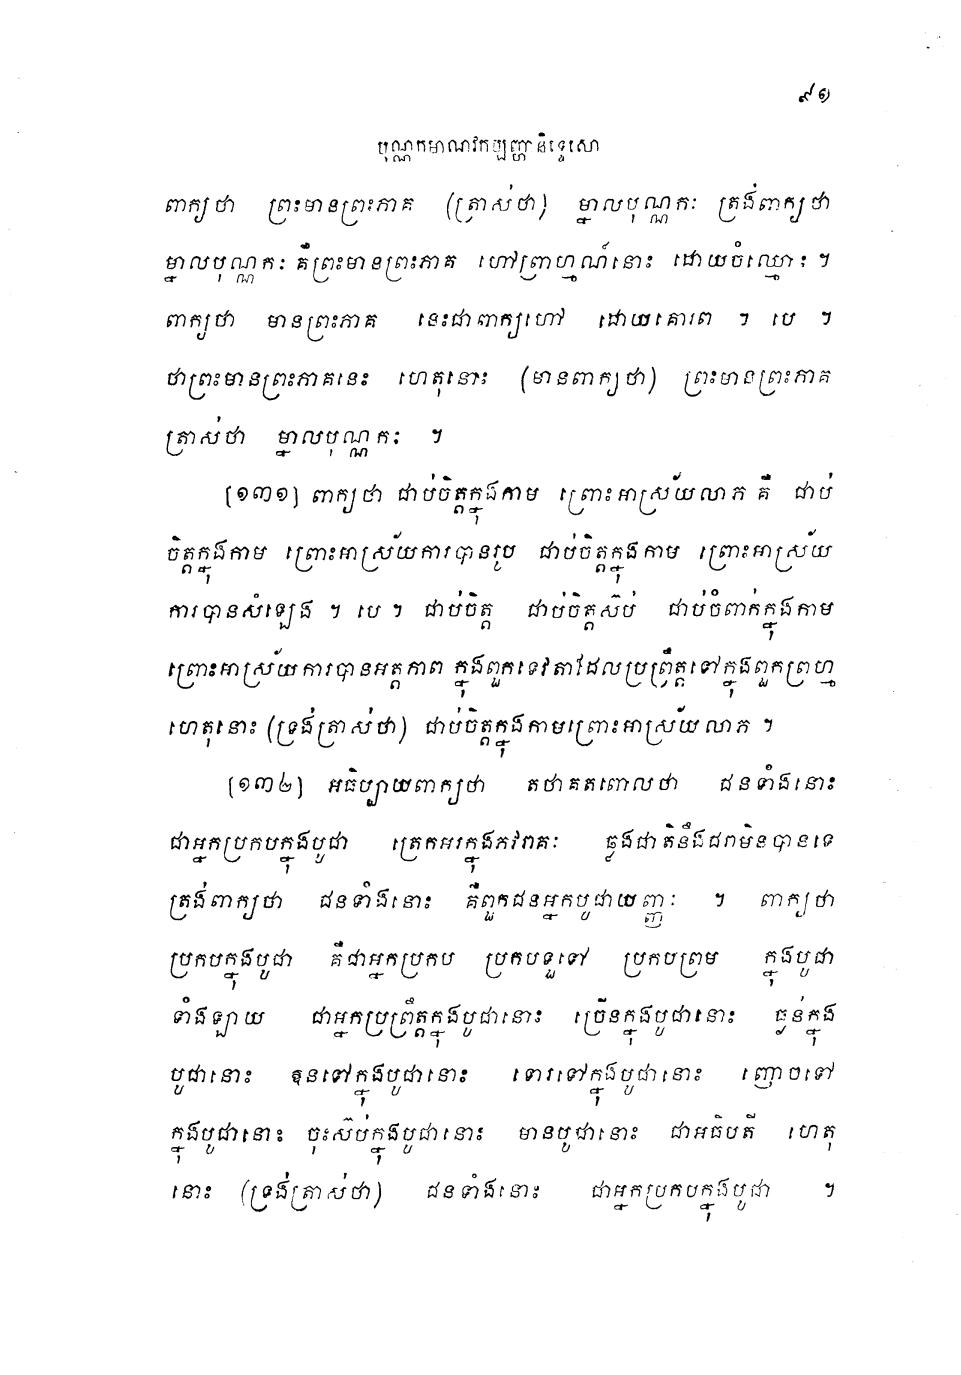 ៩១
បុណ្ណកមាណវកប្បញ្ហានិទ្ទេសោ
ពាក្យថា ព្រះមានព្រះភាគ (ត្រាស់ថា) ម្នាលបុណ្ណកៈ ត្រង់ពាក្យថា
ម្នាលបុណ្ណកៈ គឺព្រះមានព្រះភាគ ហៅព្រាហ្មណ៍នោះ ដោយចំឈ្មោះ ។
ពាក្យថា មានព្រះភាគ នេះជាពាក្យហៅ ដោយគោរព ។ បេ ។
ថាព្រះមានព្រះភាគនេះ ហេតុនោះ (មានពាក្យថា) ព្រះមានព្រះភាគ
ត្រាស់ថា ម្នាលបុណ្ណកៈ ។
[១៣១] ពាក្យថា ជាប់ចិត្តក្នុងកាម ព្រោះអាស្រ័យលាភ គឺ ជាប់
ចិត្តក្នុងកាម ព្រោះអាស្រ័យការបានរូប ជាប់ចិត្តក្នុងកាម ព្រោះអាស្រ័យ
ការបានសំឡេង ។ បេ ។ ជាប់ចិត្ត ជាប់ចិត្តស៊ប់ ជាប់ចំពាក់ក្នុងកាម
ព្រោះអាស្រ័យការបានអត្តភាព ក្នុងពួកទេវតាដែលប្រព្រឹត្តទៅក្នុងពួកព្រហ្ម
ហេតុនោះ (ទ្រង់ត្រាស់ថា) ជាប់ចិត្តក្នុងកាមព្រោះអាស្រ័យលាភ ។
[១៣២] អធិប្បាយពាក្យថា តថាគតពោលថា ជនទាំងនោះ
ជាអ្នកប្រកបក្នុងបូជា ត្រេកអរក្នុងភវរាគៈ ឆ្លងជាតិនឹងជរាមិនបានទេ
ត្រង់ពាក្យថា ជនទាំងនោះ គឺពួកជនអ្នកបូជាយញ្ញៈ ។ ពាក្យថា
ប្រកបក្នុងបូជា គឺជាអ្នកប្រកប ប្រកបទួទៅ ប្រកបព្រម ក្នុងបូជា
ទាំងឡាយ ជាអ្នកប្រព្រឹត្តក្នុងបូជានោះ ច្រើនក្នុងបូជានោះ ធ្ងន់ក្នុង
បូជានោះ ឱនទៅក្នុងបូជានោះ ទោរទៅក្នុងបូជានោះ ញោចទៅ
ក្នុងបូជានោះ ចុះស៊ប់ក្នុងបូជានោះ មានបូជានោះ ជាអធិបតី ហេតុ
នោះ (ទ្រង់ត្រាស់ថា) ជនទាំងនោះ ជាអ្នកប្រកបក្នុងបូជា ។